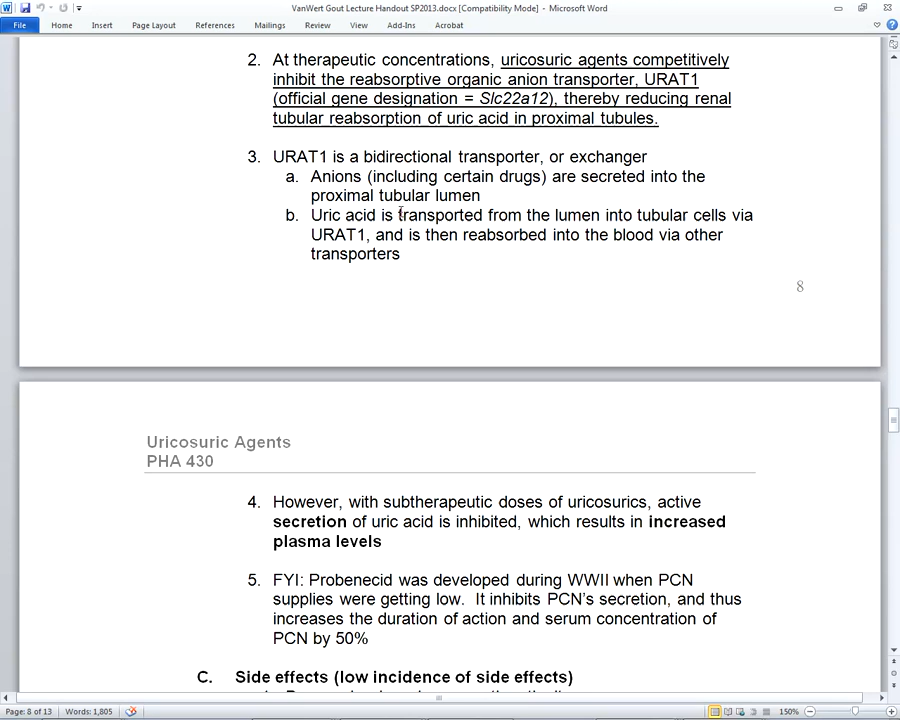 VanWert Gout Lecture Handout SP2013.docx [Compatibility Mode] - Microsoft Word
File Home Insert Page Layout References Mailings Review View Add-Ins Acrobat
2. At therapeutic concentrations, uricosuric agents competitively
inhibit the reabsorptive organic anion transporter, URAT1
(official gene designation = Slc22a12), thereby reducing renal
tubular reabsorption of uric acid in proximal tubules.
3. URAT1 is a bidirectional transporter, or exchanger
a. Anions (including certain drugs) are secreted into the
proximal tubular lumen
b. Uric acid is transported from the lumen into tubular cells via
URAT1, and is then reabsorbed into the blood via other
transporters
8
Uricosuric Agents
PHA 430
4. However, with subtherapeutic doses of uricosurics, active
secretion of uric acid is inhibited, which results in increased
plasma levels
5. FYI: Probenecid was developed during WWII when PCN
supplies were getting low. It inhibits PCN's secretion, and thus
increases the duration of action and serum concentration of
PCN by 50%
C. Side effects (low incidence of side effects)
Page: 8 of 13 Words: 1,805 150%